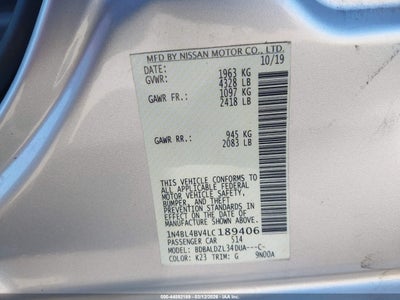 MFD BY NISSAN MOTOR CO., LTD.
DATE: 10/19
GVWR: 1963 KG
4328 LB
GAWR FR.: 1097 KG
2418 LB
GAWR RR.: 945 KG
2083 LB
THIS VEHICLE CONFORMS TO ALL APPLICABLE
FEDERAL MOTOR VEHICLE SAFETY, BUMPER,
AND THEFT PREVENTION STANDARDS IN
EFFECT ON THE DATE OF MANUFACTURE
SHOWN ABOVE.
1N4BL4BV4LC189406
PASSENGER CAR 514
MODEL: BDBALDZL34DUA---C-
COLOR: K23 TRIM: G 9N00A